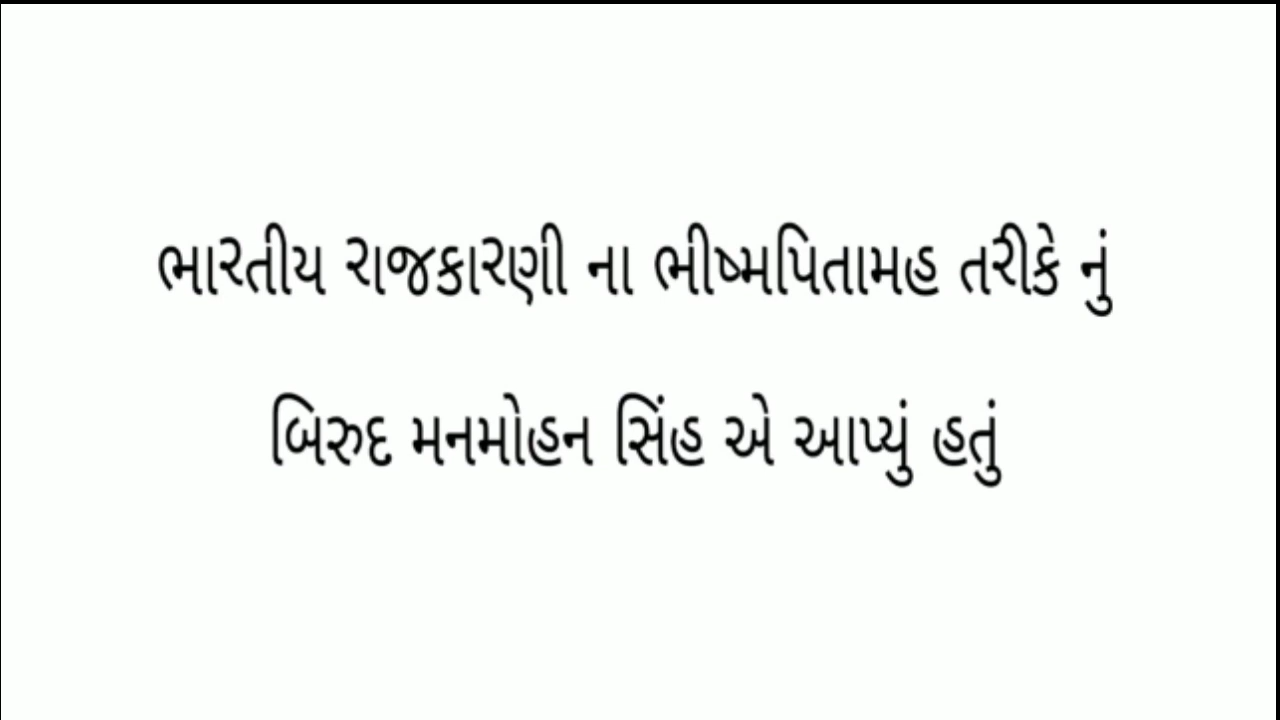 ભારતીય રાજકારણી ના ભીષ્મપિતામહ તરીકે નું
બિરુદ મનમોહન સિંહ એ આપ્યું હતું